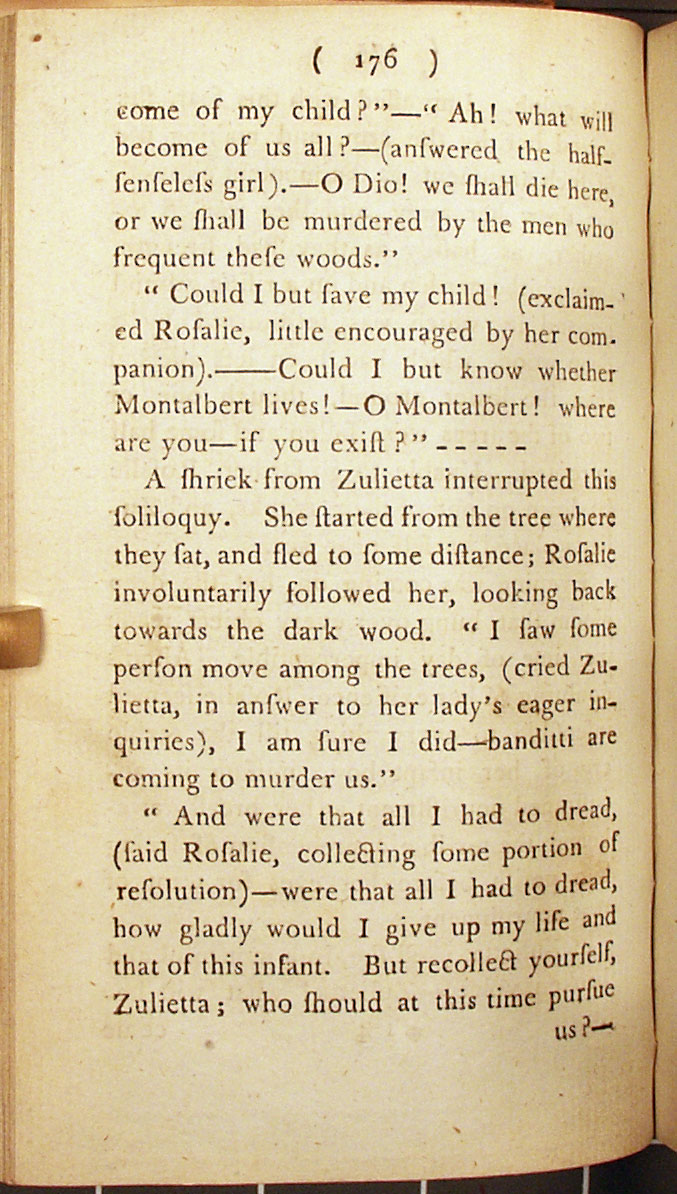 ( 176 )
come of my child?"—“ Ah! what will
become of us all?—(anſwered the half-
ſenſeleſs girl).—O Dio! we ſhall die here,
or we ſhall be murdered by the men who
frequent theſe woods.”
“ Could I but ſave my child! (exclaim-
ed Roſalie, little encouraged by her com-
panion).——Could I but know whether
Montalbert lives!—O Montalbert! where
are you—if you exiſt?” - - - - -
A ſhriek from Zulietta interrupted this
ſoliloquy. She ſtarted from the tree where
they ſat, and fled to ſome diſtance; Roſalie
involuntarily followed her, looking back
towards the dark wood. “ I ſaw ſome
perſon move among the trees, (cried Zu-
lietta, in anſwer to her lady’s eager in-
quiries), I am ſure I did—banditti are
coming to murder us.”
“ And were that all I had to dread,
(ſaid Roſalie, collecting ſome portion of
reſolution)—were that all I had to dread,
how gladly would I give up my life and
that of this infant. But recollect yourſelf,
Zulietta; who ſhould at this time purſue
us?—